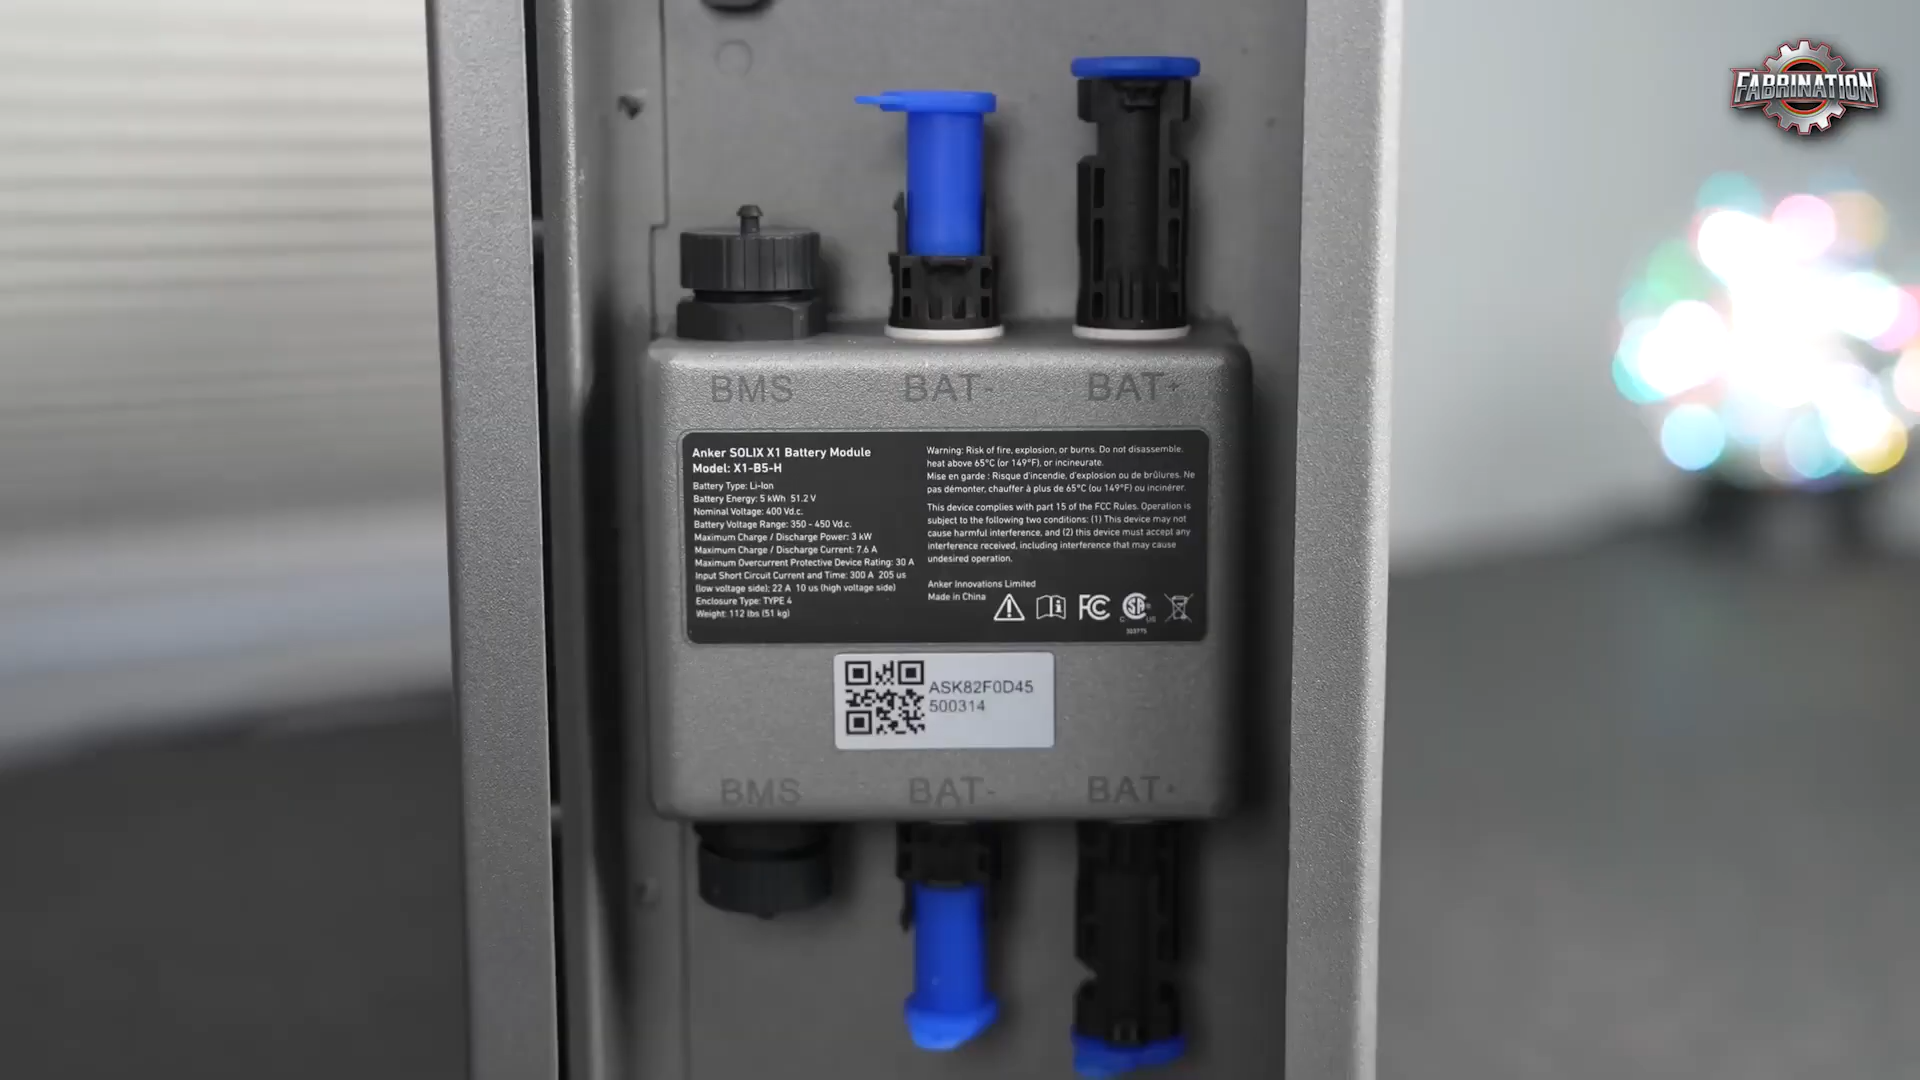 FABRINATION
BMS BAT- BAT+
Anker SOLIX X1 Battery Module
Model: X1-B5-H
Battery Type: Li-Ion
Battery Energy: 5 kWh 51.2 V
Nominal Voltage: 400 Vd.c.
Battery Voltage Range: 350 - 450 Vd.c.
Maximum Charge / Discharge Power: 3 kW
Maximum Charge / Discharge Current: 7.6 A
Maximum Overcurrent Protective Device Rating: 30 A
Input Short Circuit Current and Time: 300 A 205 us
(low voltage side); 22 A 10 us (high voltage side)
Enclosure Type: TYPE 4
Weight: 112 lbs (51 kg)
Warning: Risk of fire, explosion, or burns. Do not disassemble.
heat above 65°C (or 149°F), or incinerate.
Mise en garde : Risque d'incendie, d'explosion ou de brûlures. Ne
pas démonter, chauffer à plus de 65°C (ou 149°F) ou incinérer.
This device complies with part 15 of the FCC Rules. Operation is
subject to the following two conditions: (1) This device may not
cause harmful interference, and (2) this device must accept any
interference received, including interference that may cause
undesired operation.
Anker Innovations Limited
Made in China
FC
SA
C US
303775
ASK82F0D45
500314
BMS BAT- BAT+